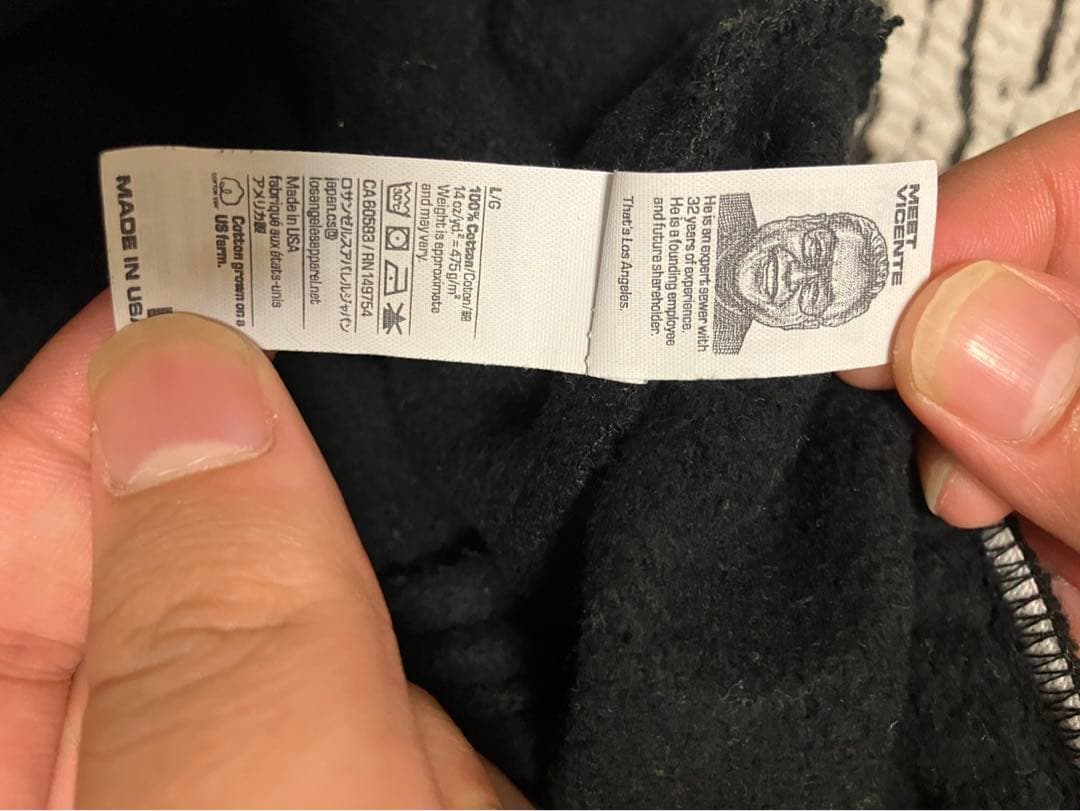 MEET
VICENTE
He is an expert sewer with
32 years of experience.
He is a founding employee
and future shareholder.
That's Los Angeles.
L/G
100% Cotton/Coton/綿
14 oz/yd.² = 475 g/m²
Weight is approximate
and may vary.
30°C
CA 60583 / RN 149754
ロサンゼルスアパレルジャパン
japan.cs@
losangelesapparel.net
Made in USA
fabriqué aux états-unis
アメリカ製
Cotton grown on a
US farm.
MADE IN USA